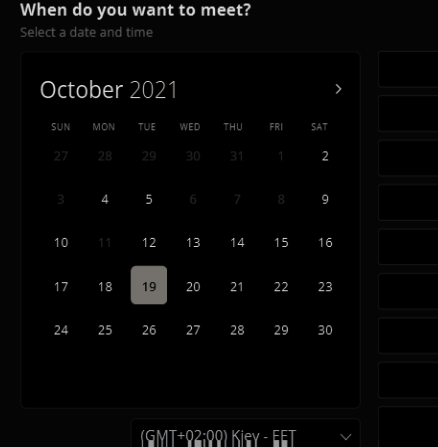 When do you want to meet?
Select a date and time
October 2021 >
SUN MON TUE WED THU FRI SAT
27 28 29 30 31 1 2
3 4 5 6 7 8 9
10 11 12 13 14 15 16
17 18 19 20 21 22 23
24 25 26 27 28 29 30
(GMT+02:00) Kiev - EET